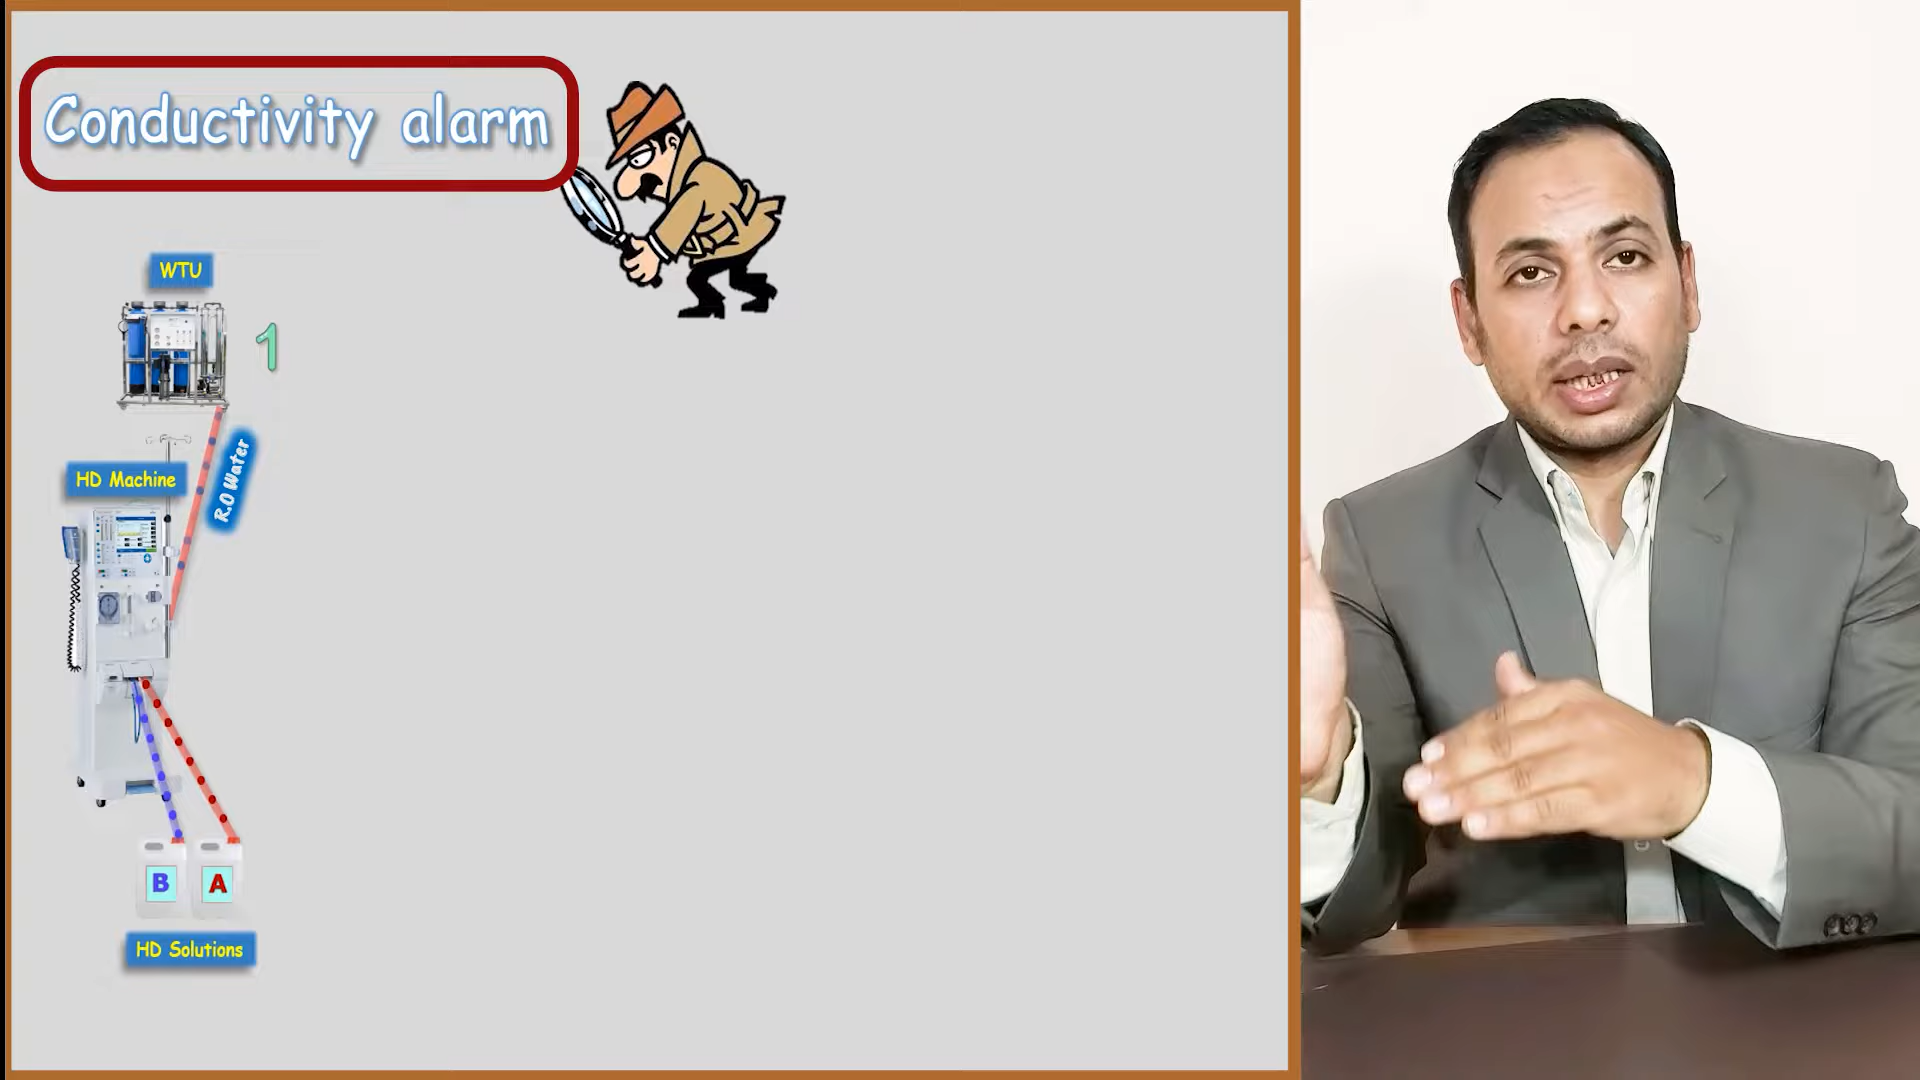 Conductivity alarm
WTU
1
R.O Water
HD Machine
B
A
HD Solutions